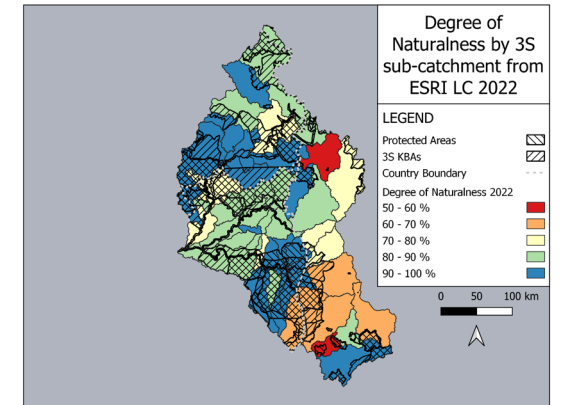 Degree of
Naturalness by 3S
sub-catchment from
ESRI LC 2022
LEGEND
Protected Areas
3S KBAs
Country Boundary
Degree of Naturalness 2022
50 - 60 %
60 - 70 %
70 - 80 %
80 - 90 %
90 - 100 %
0 50 100 km